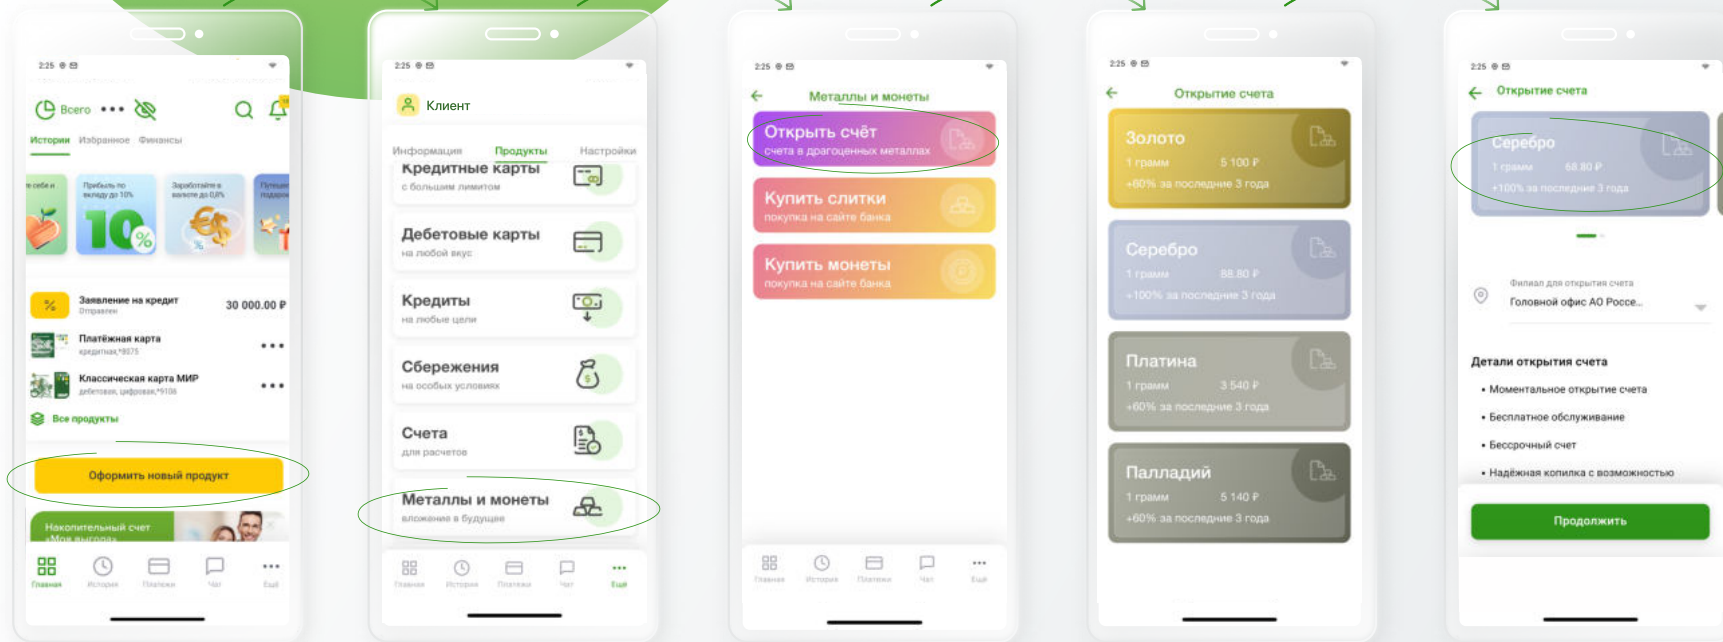 2:25
Всего
Истории Избранное Финансы
Прибыль по
вкладу до 10%
10%
Заработайте в
валюте до 0,8%
Заявление на кредит
Отправлен
30 000.00 ₽
Платёжная карта
кредитная,*8075
Классическая карта МИР
дебетовая, цифровая,*9106
Все продукты
Оформить новый продукт
Накопительный счет
«Моя выгода»
Главная История Платежи Чат Ещё
2:25
Клиент
Информация Продукты Настройки
Кредитные карты
с большим лимитом
Дебетовые карты
на любой вкус
Кредиты
на любые цели
Сбережения
на особых условиях
Счета
для расчетов
Металлы и монеты
вложения в будущее
Главная История Платежи Чат Ещё
2:25
Металлы и монеты
Открыть счёт
счета в драгоценных металлах
Купить слитки
покупка на сайте банка
Купить монеты
покупка на сайте банка
Главная История Платежи Чат Ещё
2:25
Открытие счета
Золото
1 грамм 5 100 ₽
+60% за последние 3 года
Серебро
1 грамм 88.80 ₽
+100% за последние 3 года
Платина
1 грамм 3 540 ₽
+60% за последние 3 года
Палладий
1 грамм 5 140 ₽
+60% за последние 3 года
2:25
Открытие счета
Серебро
1 грамм 68.80 ₽
+100% за последние 3 года
Филиал для открытия счета
Головной офис АО Россе...
Детали открытия счета
• Моментальное открытие счета
• Бесплатное обслуживание
• Бессрочный счет
• Надёжная копилка с возможностью
Продолжить